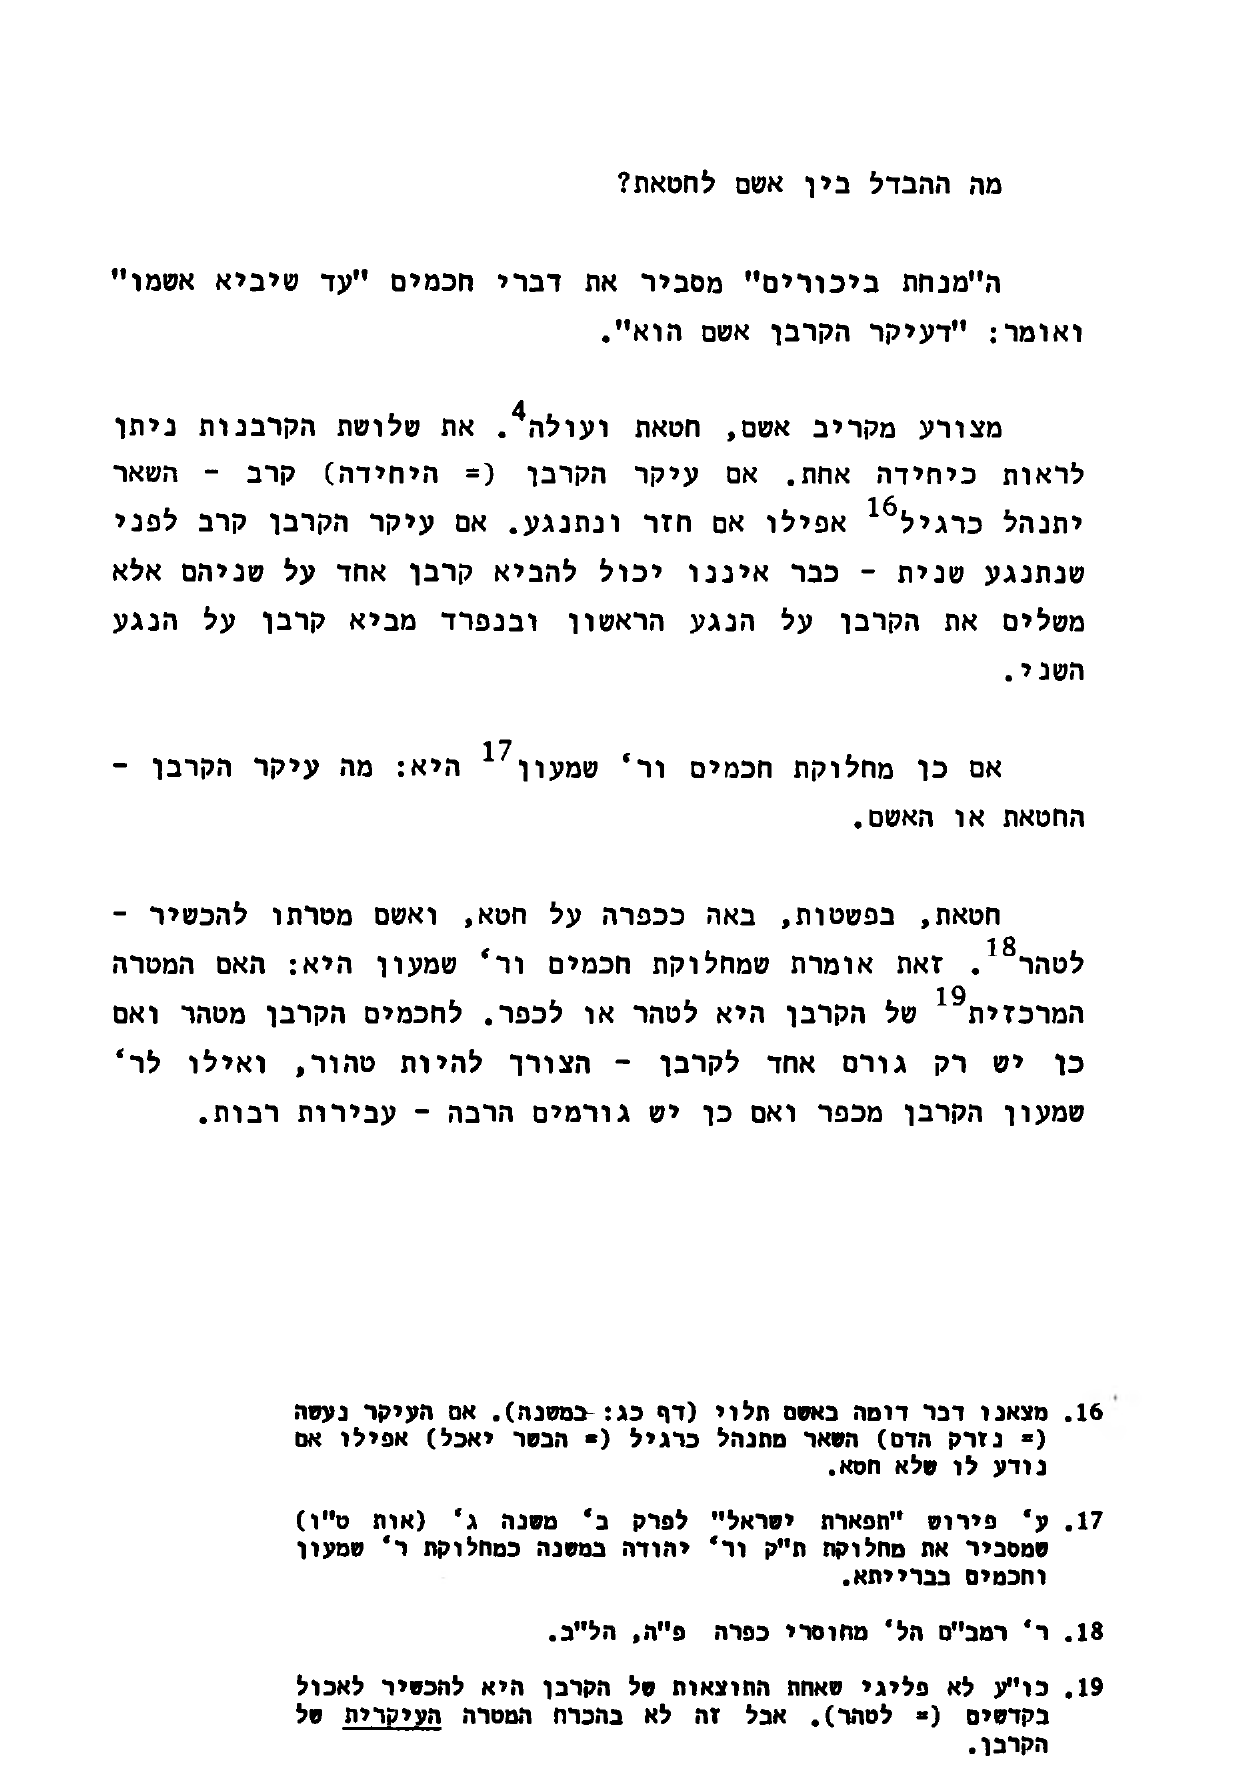 מה ההבדל בין אשם לחטאת?
ה"מנחת ביכורים" מסביר את דברי חכמים "עד שיביא אשמו"
ואומר: "דעיקר הקרבן אשם הוא".
מצורע מקריב אשם, חטאת ועולה4. את שלושת הקרבנות ניתן
לראות כיחידה אחת. אם עיקר הקרבן (= היחידה) קרב - השאר
יתנהל כרגיל16 אפילו אם חזר ונתנגע. אם עיקר הקרבן קרב לפני
שנתנגע שנית - כבר איננו יכול להביא קרבן אחד על שניהם אלא
משלים את הקרבן על הנגע הראשון ובנפרד מביא קרבן על הנגע
השני.
אם כן מחלוקת חכמים ור' שמעון17 היא: מה עיקר הקרבן -
החטאת או האשם.
חטאת, בפשטות, באה ככפרה על חטא, ואשם מטרתו להכשיר -
לטהר18. זאת אומרת שמחלוקת חכמים ור' שמעון היא: האם המטרה
המרכזית19 של הקרבן היא לטהר או לכפר. לחכמים הקרבן מטהר ואם
כן יש רק גורם אחד לקרבן - הצורך להיות טהור, ואילו לר'
שמעון הקרבן מכפר ואם כן יש גורמים הרבה - עבירות רבות.
16. מצאנו דבר דומה באשם תלוי (דף כג: במשנה). אם העיקר נעשה
(= נזרק הדם) השאר מתנהל כרגיל (= הבשר יאכל) אפילו אם
נודע לו שלא חטא.
17. ע' פירוש "תפארת ישראל" לפרק ב' משנה ג' (אות ט"ו)
שמסביר את מחלוקת ת"ק ור' יהודה במשנה כמחלוקת ר' שמעון
וחכמים בברייתא.
18. ר' רמב"ם הל' מחוסרי כפרה פ"ה, הל"ב.
19. כו"ע לא פליגי שאחת התוצאות של הקרבן היא להכשיר לאכול
בקדשים (= לטהר). אבל זה לא בהכרח המטרה העיקרית של
הקרבן.